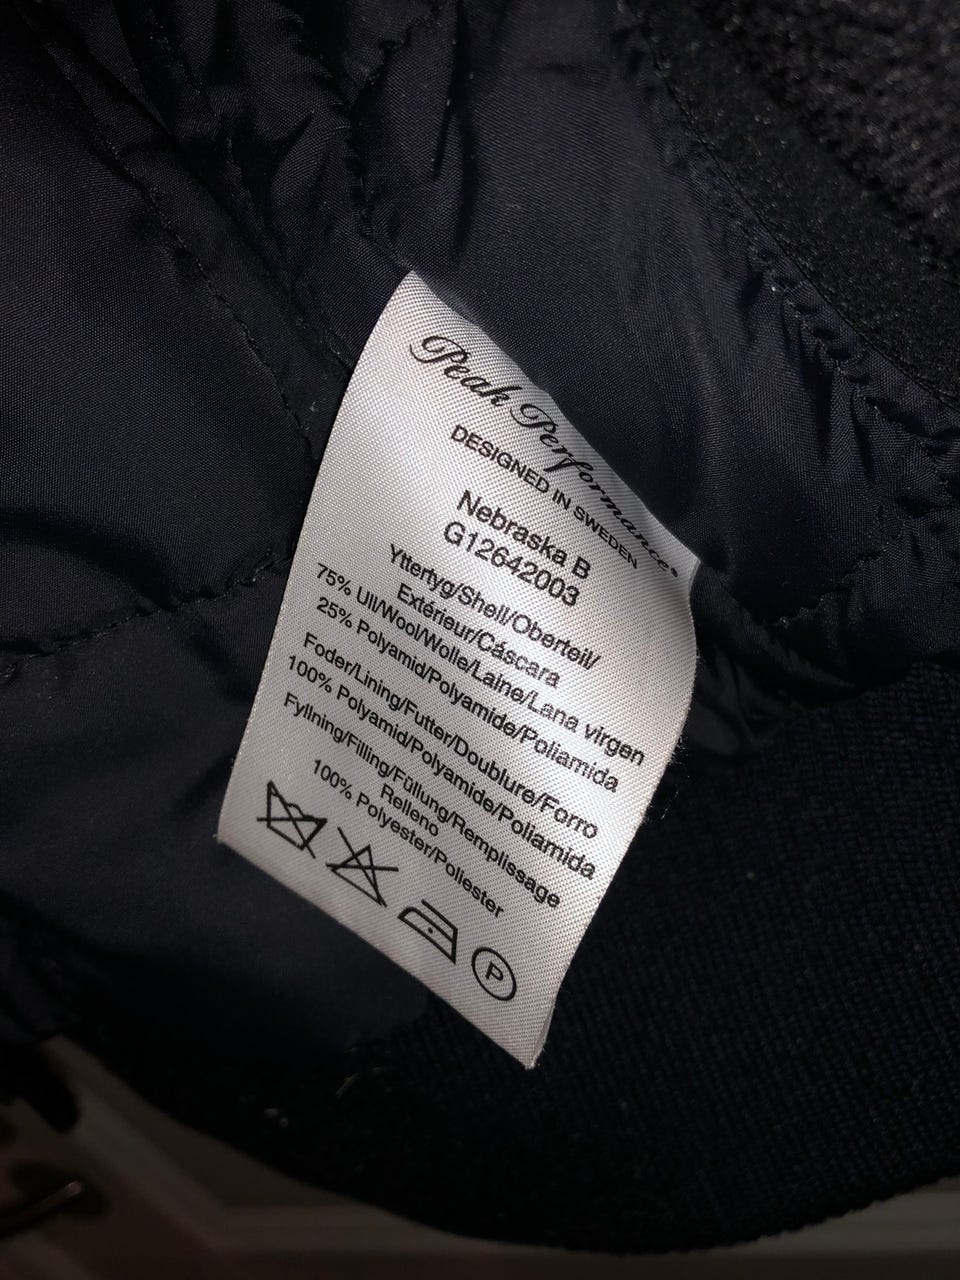 Peak Performance®
DESIGNED IN SWEDEN
Nebraska B
G12642003
Yttertyg/Shell/Oberteil/
Extérieur/Cáscara
75% Ull/Wool/Wolle/Laine/Lana virgen
25% Polyamid/Polyamide/Poliamida
Foder/Lining/Futter/Doublure/Forro
100% Polyamid/Polyamide/Poliamida
Fyllning/Filling/Füllung/Remplissage
Relleno
100% Polyester/Poliester
P